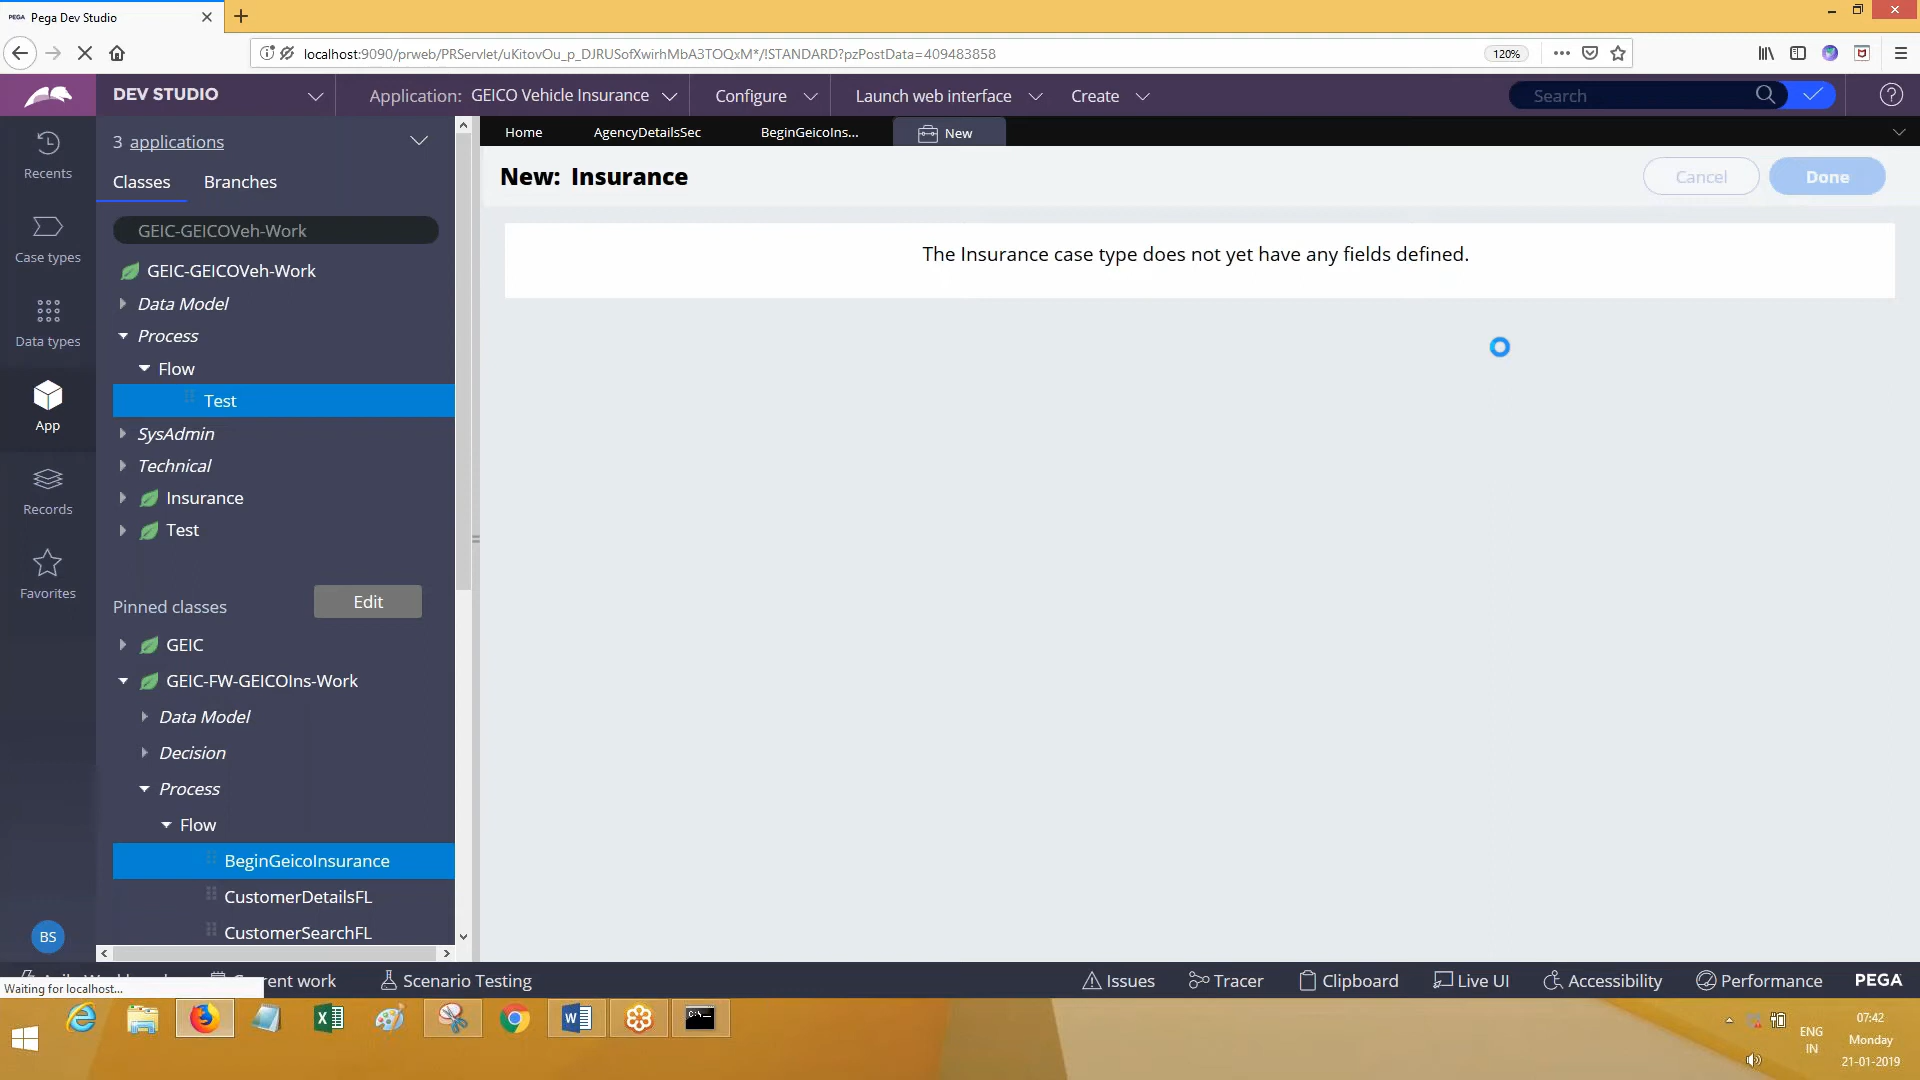 PEGA Pega Dev Studio
localhost:9090/prweb/PRServlet/uKitovOu_p_DJRUSofXwirhMbA3TOQxM*/!STANDARD?pzPostData=409483858
120%
DEV STUDIO
Application: GEICO Vehicle Insurance
Configure
Launch web interface
Create
Search
Recents
Case types
Data types
App
Records
Favorites
BS
3 applications
Classes Branches
GEIC-GEICOVeh-Work
GEIC-GEICOVeh-Work
Data Model
Process
Flow
Test
SysAdmin
Technical
Insurance
Test
Pinned classes Edit
GEIC
GEIC-FW-GEICOIns-Work
Data Model
Decision
Process
Flow
BeginGeicoInsurance
CustomerDetailsFL
CustomerSearchFL
Home AgencyDetailsSec BeginGeicoIns... New
New: Insurance
Cancel Done
The Insurance case type does not yet have any fields defined.
Waiting for localhost...
rent work
Scenario Testing
Issues Tracer Clipboard Live UI Accessibility Performance PEGA
ENG
IN
07:42
Monday
21-01-2019